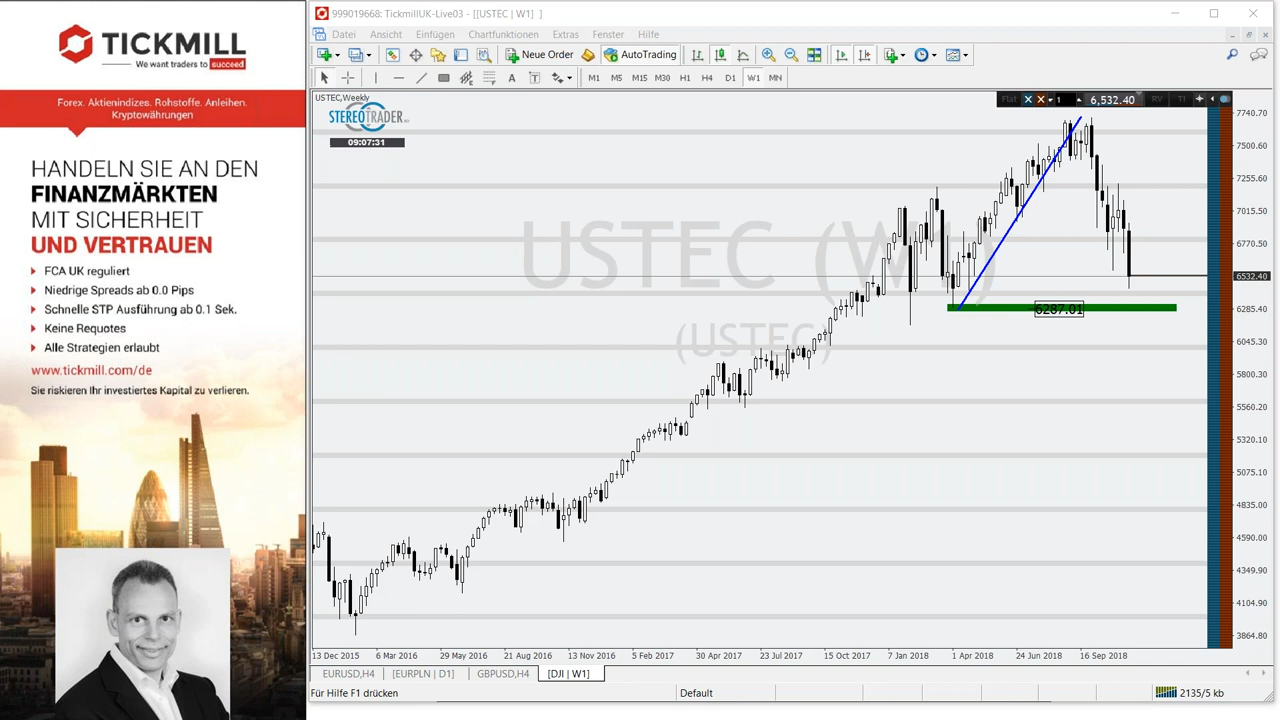 TICKMILL
We want traders to succeed
Forex. Aktienindizes. Rohstoffe. Anleihen.
Kryptowährungen
HANDELN SIE AN DEN
FINANZMÄRKTEN
MIT SICHERHEIT
UND VERTRAUEN
FCA UK reguliert
Niedrige Spreads ab 0.0 Pips
Schnelle STP Ausführung ab 0.1 Sek.
Keine Requotes
Alle Strategien erlaubt
www.tickmill.com/de
Sie riskieren Ihr investiertes Kapital zu verlieren.
999019668: TickmillUK-Live03 - [[USTEC | W1] ]
Datei Ansicht Einfügen Chartfunktionen Extras Fenster Hilfe
Neue Order AutoTrading
A T M1 M5 M15 M30 H1 H4 D1 W1 MN
USTEC,Weekly
STEREOTRADER
09:07:31
Flat 1 6,532.40 RV TI
USTEC (W1)
(USTEC)
6287.01
7740.70
7500.60
7255.60
7015.50
6770.50
6532.40
6285.40
6045.30
5800.30
5560.20
5320.10
5075.10
4835.00
4590.00
4349.90
4104.90
3864.80
13 Dec 2015 6 Mar 2016 29 May 2016 21 Aug 2016 13 Nov 2016 5 Feb 2017 30 Apr 2017 23 Jul 2017 15 Oct 2017 7 Jan 2018 1 Apr 2018 24 Jun 2018 16 Sep 2018
EURUSD,H4 [EURPLN | D1] GBPUSD,H4 [DJI | W1]
Für Hilfe F1 drücken Default 2135/5 kb